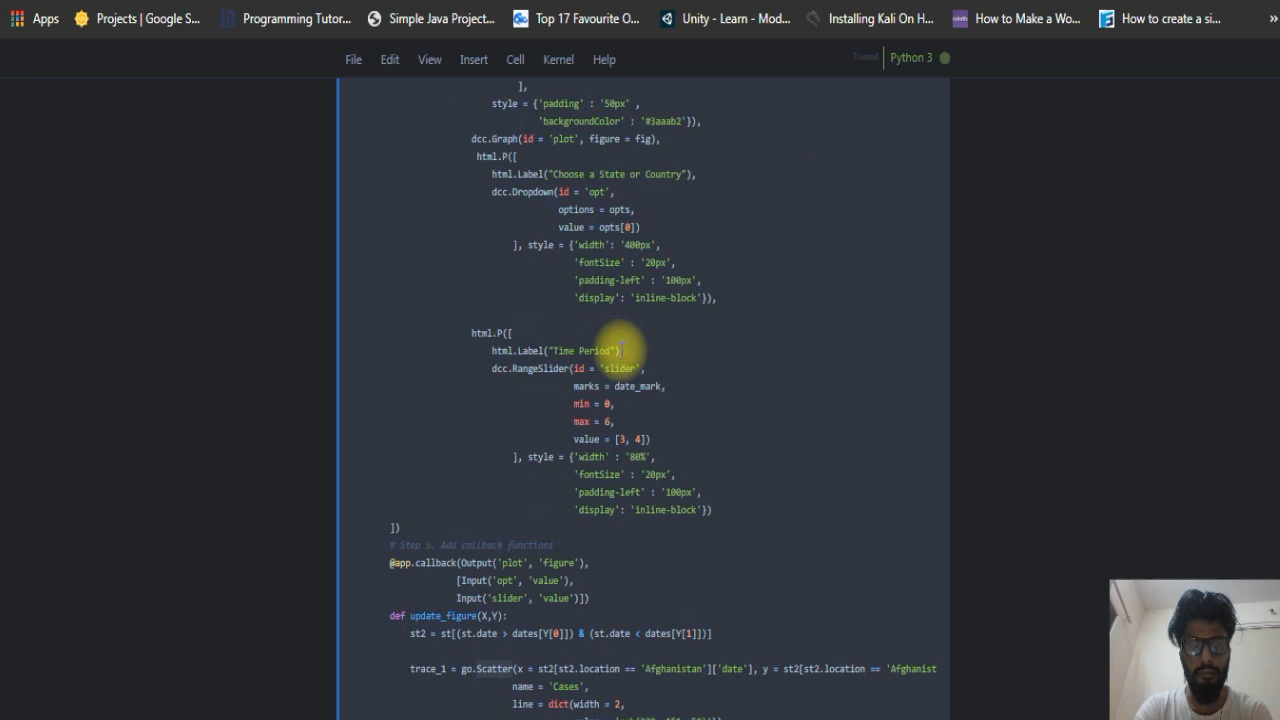 Apps Projects | Google S... Programming Tutor... Simple Java Project... Top 17 Favourite O... Unity - Learn - Mod... Installing Kali On H... How to Make a Wo... How to create a si... »
File Edit View Insert Cell Kernel Help Trusted Python 3
],
style = {'padding' : '50px' ,
'backgroundColor' : '#3aaab2'}),
dcc.Graph(id = 'plot', figure = fig),
html.P([
html.Label("Choose a State or Country"),
dcc.Dropdown(id = 'opt',
options = opts,
value = opts[0])
], style = {'width': '400px',
'fontSize' : '20px',
'padding-left' : '100px',
'display': 'inline-block'}),
html.P([
html.Label("Time Period")
dcc.RangeSlider(id = 'slider',
marks = date_mark,
min = 0,
max = 6,
value = [3, 4])
], style = {'width' : '80%',
'fontSize' : '20px',
'padding-left' : '100px',
'display': 'inline-block'})
])
# Step 5. Add callback functions
@app.callback(Output('plot', 'figure'),
[Input('opt', 'value'),
Input('slider', 'value')])
def update_figure(X,Y):
st2 = st[(st.date > dates[Y[0]]) & (st.date < dates[Y[1]])]
trace_1 = go.Scatter(x = st2[st2.location == 'Afghanistan']['date'], y = st2[st2.location == 'Afghanist
name = 'Cases',
line = dict(width = 2,